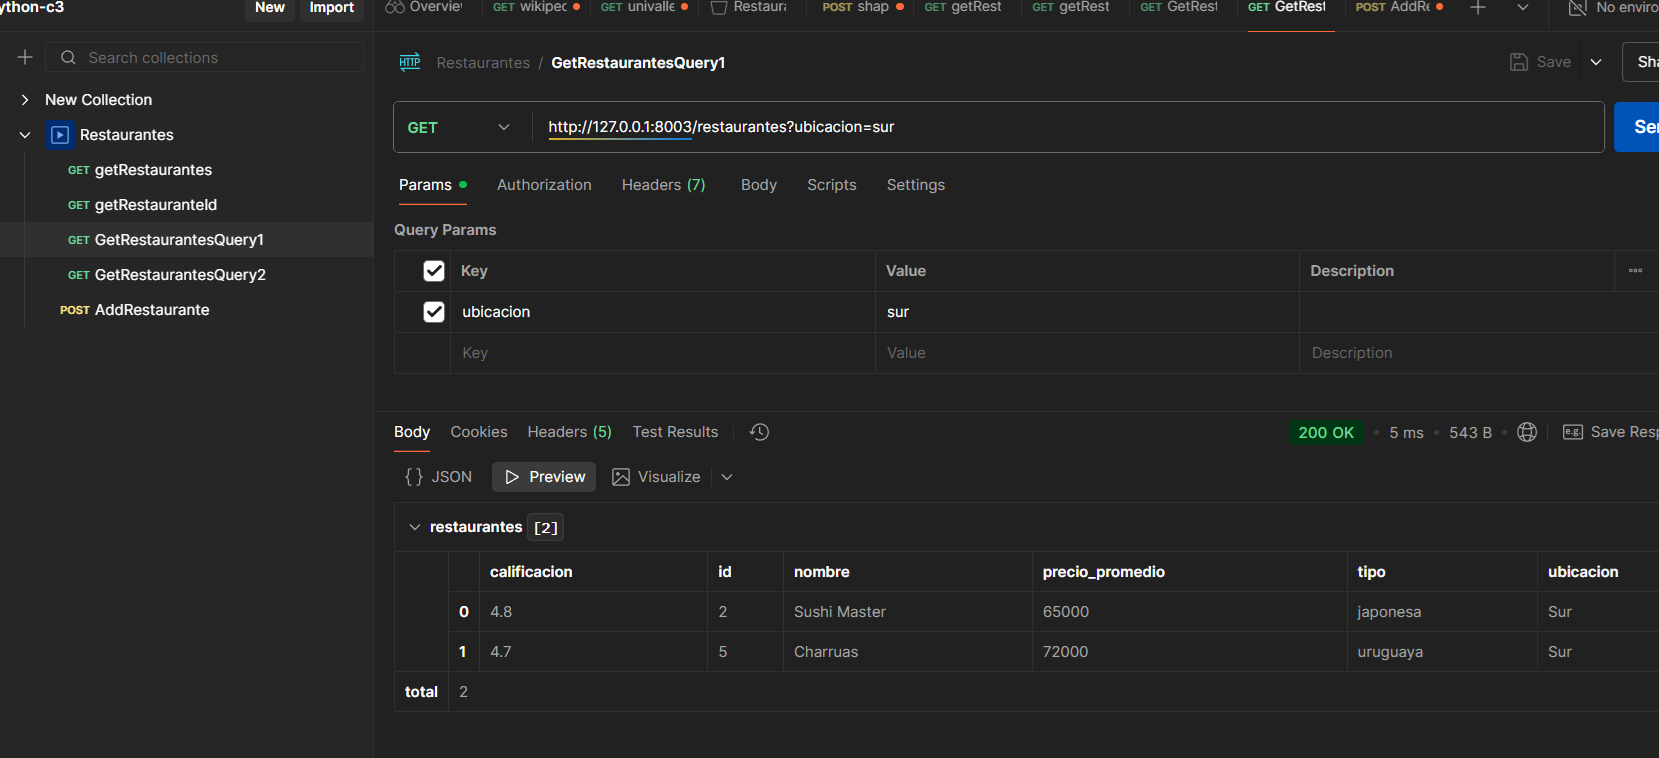 ython-c3 New Import Overvie GET wikipec GET univalle Restaur POST shap GET getRest GET getRest GET GetRest GET GetRest POST AddRe No enviro
Search collections
Restaurantes / GetRestaurantesQuery1 Save Sha
New Collection
Restaurantes
GET http://127.0.0.1:8003/restaurantes?ubicacion=sur Ser
GET getRestaurantes
GET getRestauranteId
GET GetRestaurantesQuery1
GET GetRestaurantesQuery2
POST AddRestaurante
Params Authorization Headers (7) Body Scripts Settings
Query Params
Key Value Description
ubicacion sur
Key Value Description
Body Cookies Headers (5) Test Results 200 OK 5 ms 543 B e.g. Save Resp
{} JSON Preview Visualize
restaurantes [2]
calificacion id nombre precio_promedio tipo ubicacion
0 4.8 2 Sushi Master 65000 japonesa Sur
1 4.7 5 Charruas 72000 uruguaya Sur
total 2